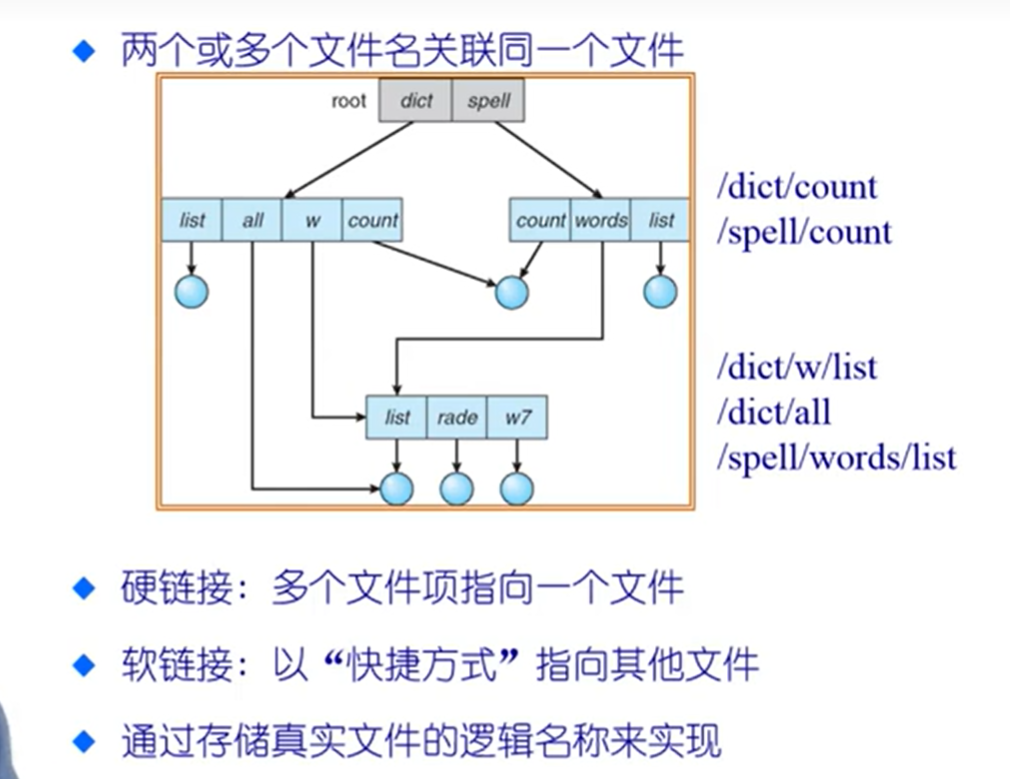 两个或多个文件名关联同一个文件
root dict spell
list all w count count words list
/dict/count
/spell/count
list rade w7
/dict/w/list
/dict/all
/spell/words/list
硬链接：多个文件项指向一个文件
软链接：以“快捷方式”指向其他文件
通过存储真实文件的逻辑名称来实现